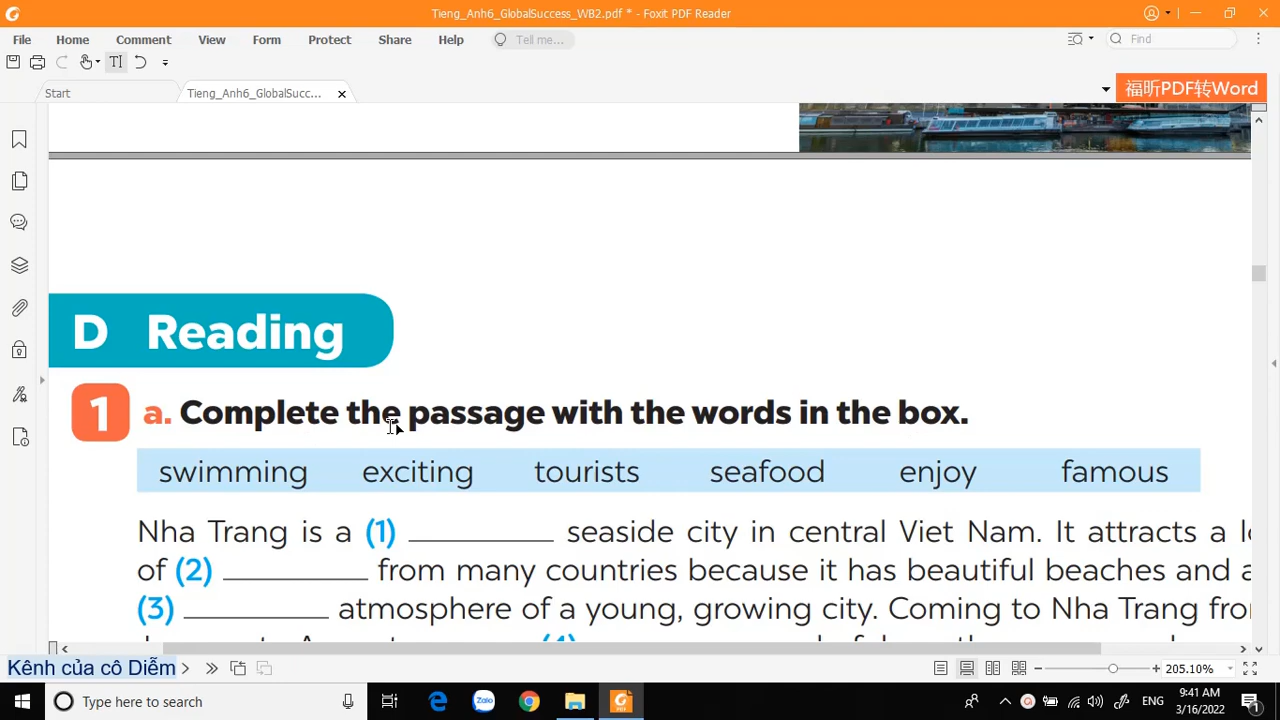 Tieng_Anh6_GlobalSuccess_WB2.pdf * - Foxit PDF Reader
File Home Comment View Form Protect Share Help Tell me... Find
Start Tieng_Anh6_GlobalSucc... 福昕PDF转Word
D Reading
1 a. Complete the passage with the words in the box.
swimming exciting tourists seafood enjoy famous
Nha Trang is a (1) seaside city in central Viet Nam. It attracts a
of (2) from many countries because it has beautiful beaches and
(3) atmosphere of a young, growing city. Coming to Nha Trang
(4)
Kênh của cô Diễm 205.10%
Type here to search Zalo ENG 9:41 AM
3/16/2022